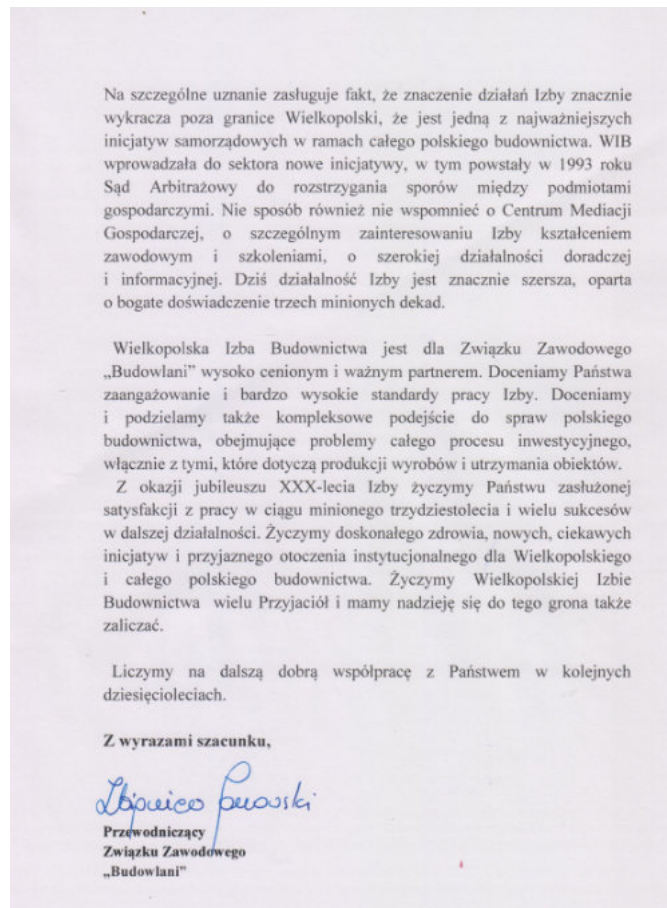 Na szczególne uznanie zasługuje fakt, że znaczenie działań Izby znacznie
wykracza poza granice Wielkopolski, że jest jedną z najważniejszych
inicjatyw samorządowych w ramach całego polskiego budownictwa. WIB
wprowadzała do sektora nowe inicjatywy, w tym powstały w 1993 roku
Sąd Arbitrażowy do rozstrzygania sporów między podmiotami
gospodarczymi. Nie sposób również nie wspomnieć o Centrum Mediacji
Gospodarczej, o szczególnym zainteresowaniu Izby kształceniem
zawodowym i szkoleniami, o szerokiej działalności doradczej
i informacyjnej. Dziś działalność Izby jest znacznie szersza, oparta
o bogate doświadczenie trzech minionych dekad.
Wielkopolska Izba Budownictwa jest dla Związku Zawodowego
„Budowlani” wysoko cenionym i ważnym partnerem. Doceniamy Państwa
zaangażowanie i bardzo wysokie standardy pracy Izby. Doceniamy
i podzielamy także kompleksowe podejście do spraw polskiego
budownictwa, obejmujące problemy całego procesu inwestycyjnego,
włącznie z tymi, które dotyczą produkcji wyrobów i utrzymania obiektów.
Z okazji jubileuszu XXX-lecia Izby życzymy Państwu zasłużonej
satysfakcji z pracy w ciągu minionego trzydziestolecia i wielu sukcesów
w dalszej działalności. Życzymy doskonałego zdrowia, nowych, ciekawych
inicjatyw i przyjaznego otoczenia instytucjonalnego dla Wielkopolskiego
i całego polskiego budownictwa. Życzymy Wielkopolskiej Izbie
Budownictwa wielu Przyjaciół i mamy nadzieję się do tego grona także
zaliczać.
Liczymy na dalszą dobrą współpracę z Państwem w kolejnych
dziesięcioleciach.
Z wyrazami szacunku,
Przewodniczący
Związku Zawodowego
„Budowlani”